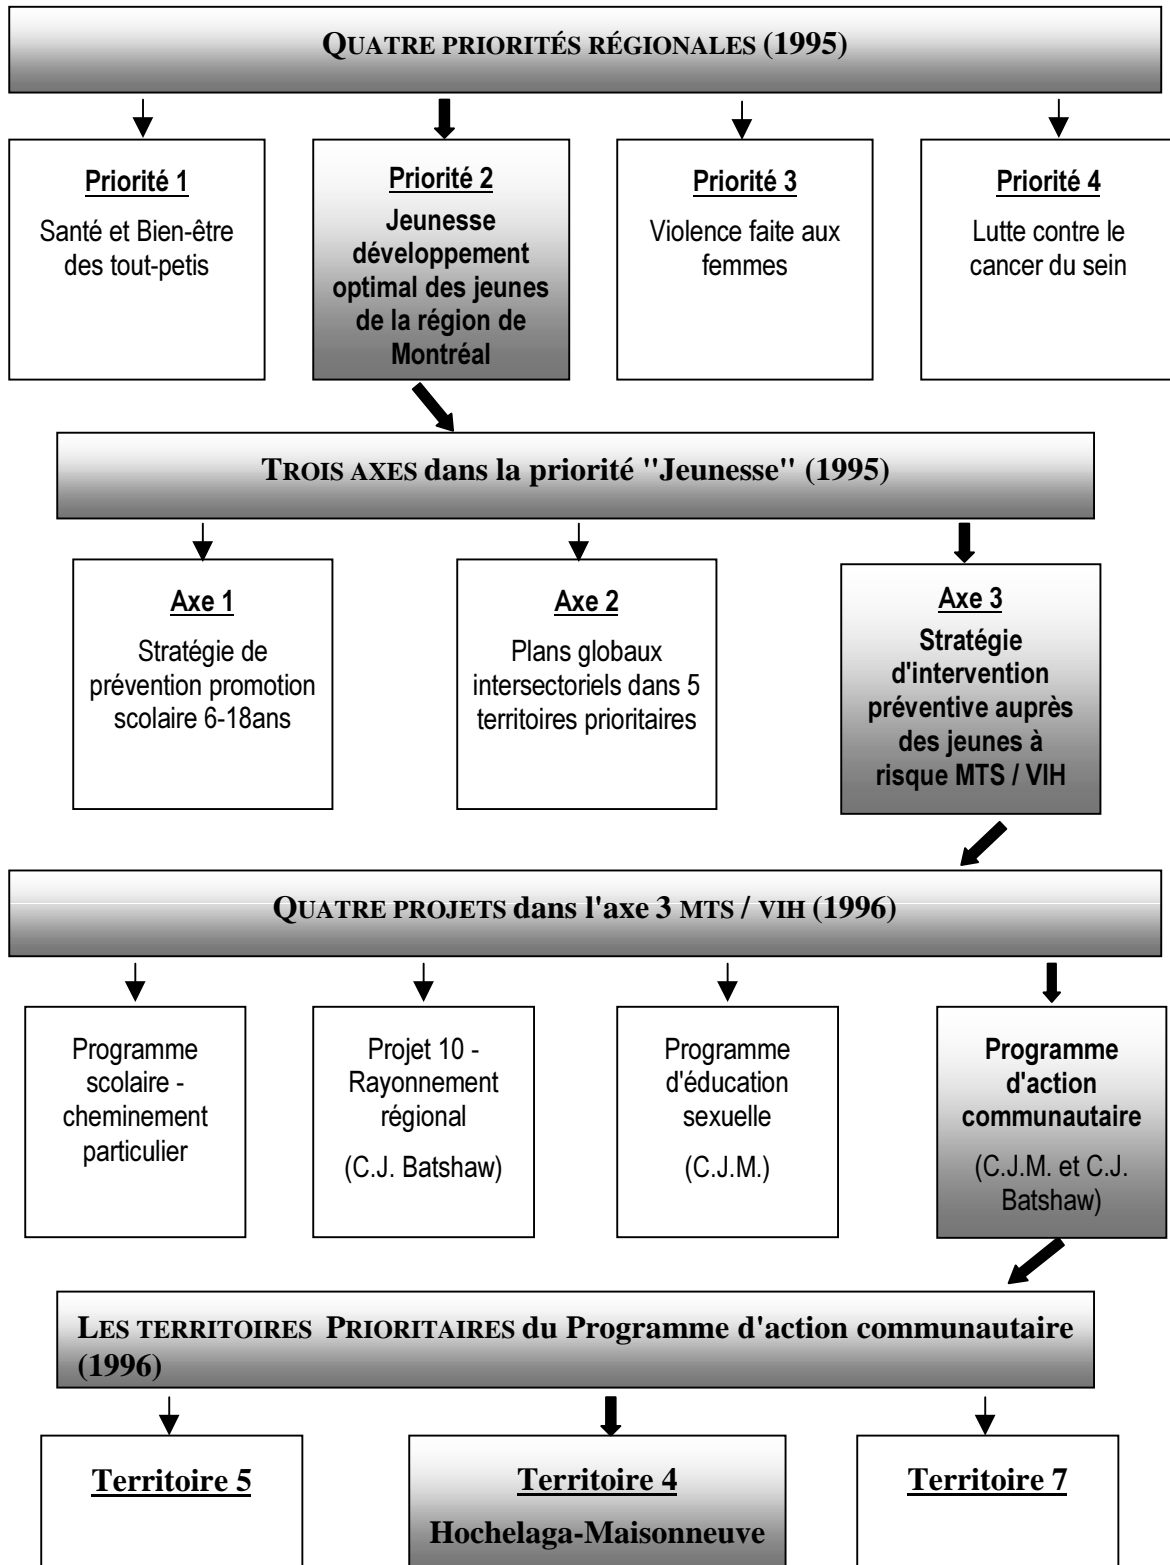 QUATRE PRIORITÉS RÉGIONALES (1995)
Priorité 1
Santé et Bien-être
des tout-petis
Priorité 2
Jeunesse
développement
optimal des jeunes
de la région de
Montréal
Priorité 3
Violence faite aux
femmes
Priorité 4
Lutte contre le
cancer du sein
TROIS AXES dans la priorité "Jeunesse" (1995)
Axe 1
Stratégie de
prévention promotion
scolaire 6-18ans
Axe 2
Plans globaux
intersectoriels dans 5
territoires prioritaires
Axe 3
Stratégie
d'intervention
préventive auprès
des jeunes à
risque MTS / VIH
QUATRE PROJETS dans l'axe 3 MTS / VIH (1996)
Programme
scolaire -
cheminement
particulier
Projet 10 -
Rayonnement
régional
(C.J. Batshaw)
Programme
d'éducation
sexuelle
(C.J.M.)
Programme
d'action
communautaire
(C.J.M. et C.J.
Batshaw)
LES TERRITOIRES PRIORITAIRES du Programme d'action communautaire
(1996)
Territoire 5
Territoire 4
Hochelaga-Maisonneuve
Territoire 7